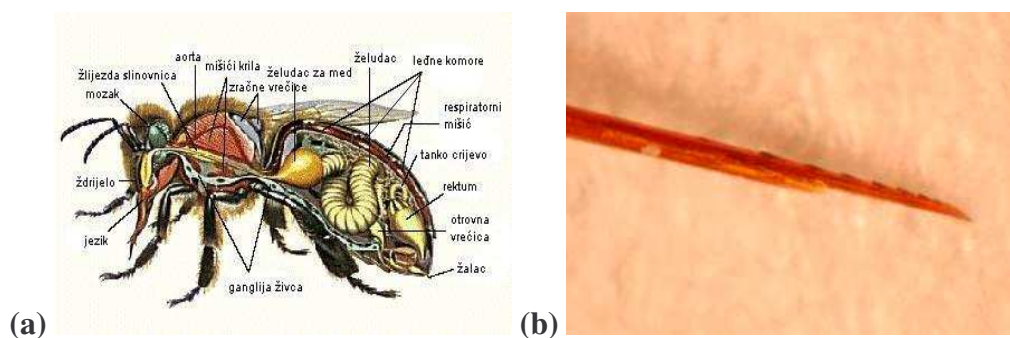 aorta
mišići krila
žlijezda slinovnica
mozak
želudac za med
zračne vrećice
želudac
leđne komore
respiratorni
mišić
tanko crijevo
rektum
otrovna
vrećica
žalac
ždrijelo
jezik
ganglija živca
(a)
(b)